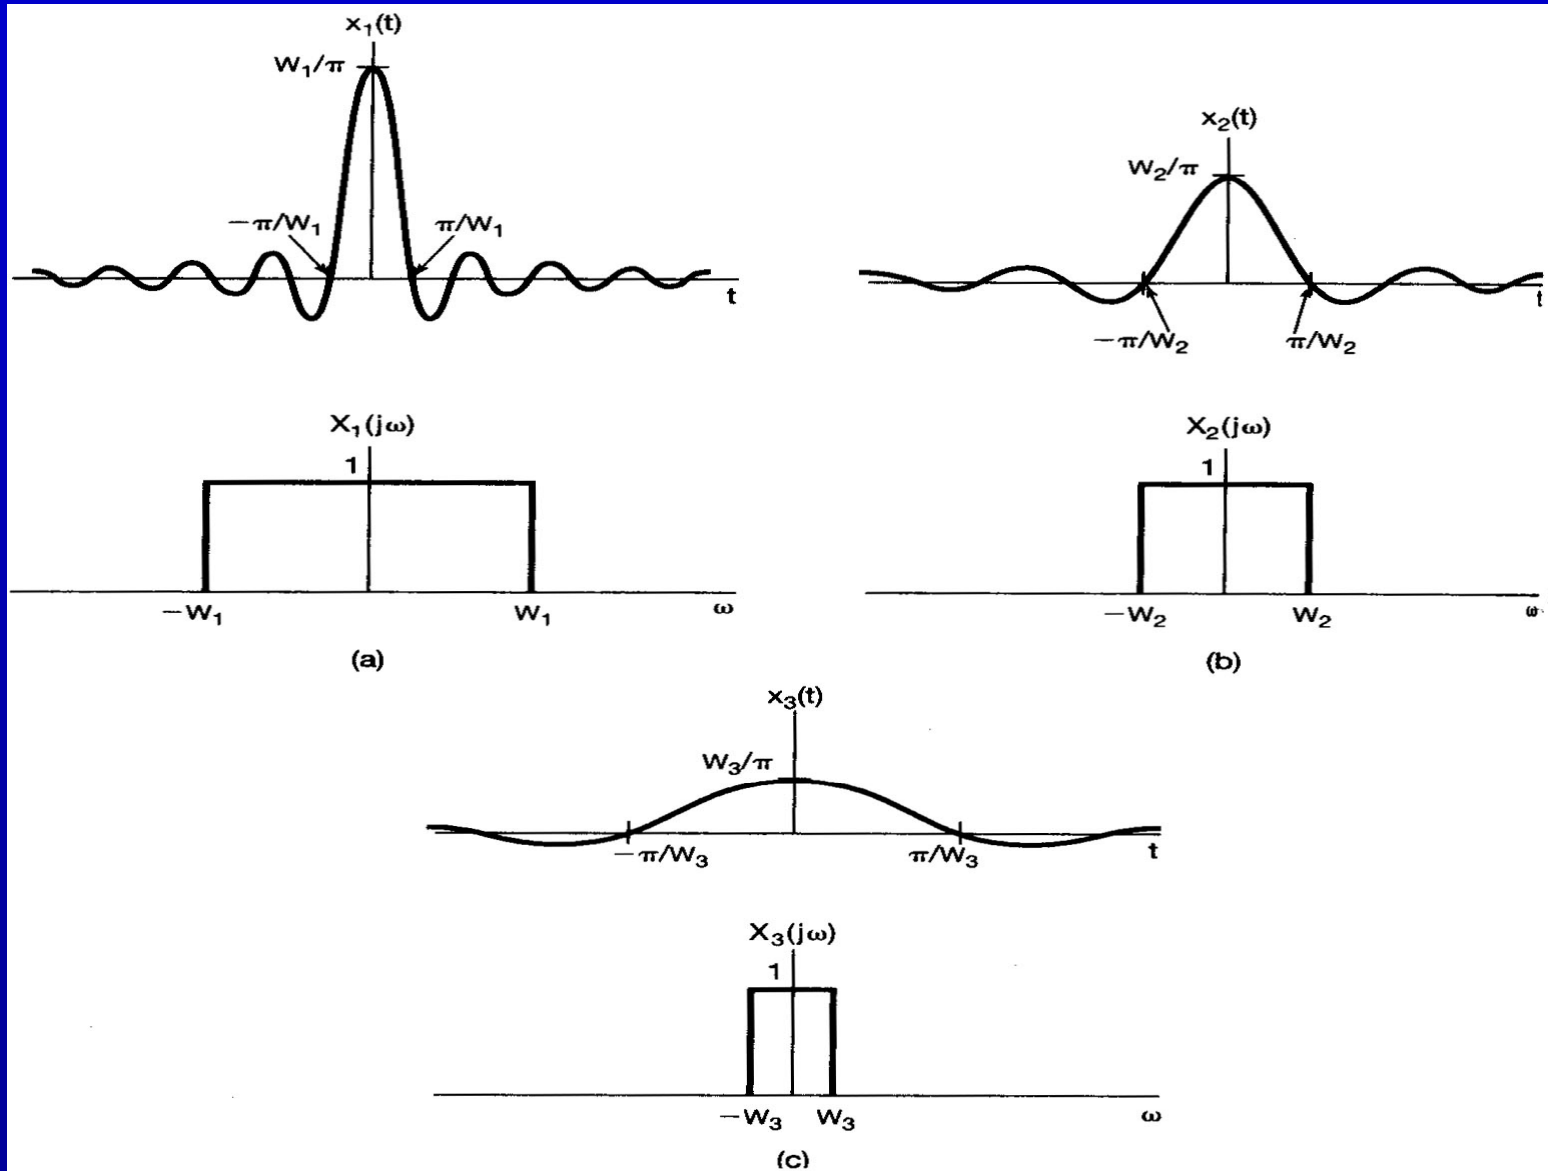 x₁(t)
W₁/π
−π/W₁
π/W₁
t
X₁(jω)
1
−W₁
W₁
ω
(a)
x₂(t)
W₂/π
−π/W₂
π/W₂
t
X₂(jω)
1
−W₂
W₂
ω
(b)
x₃(t)
W₃/π
−π/W₃
π/W₃
t
X₃(jω)
1
−W₃
W₃
ω
(c)